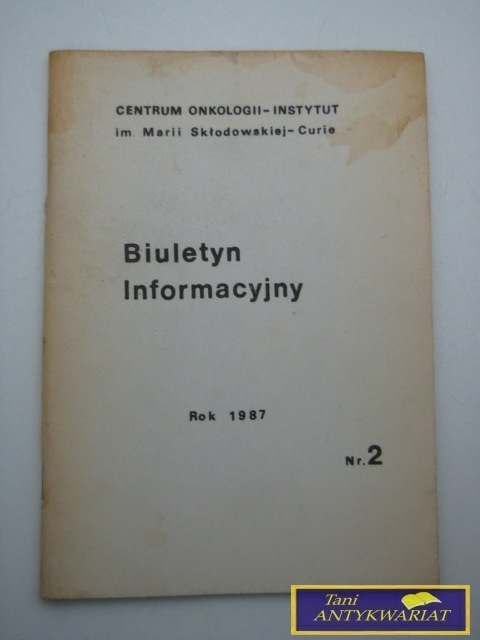 CENTRUM ONKOLOGII-INSTYTUT
im. Marii Skłodowskiej-Curie
Biuletyn
Informacyjny
Rok 1987
Nr. 2
Tani
ANTYKWARIAT